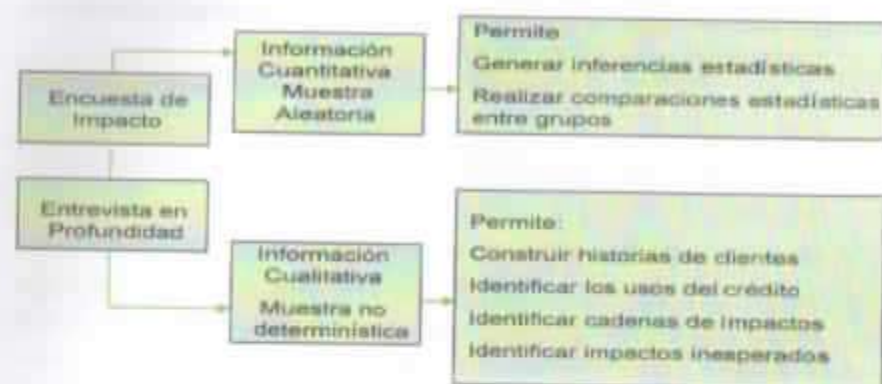 Encuesta de
Impacto
Información
Cuantitativa
Muestra
Aleatoria
Permite
Generar inferencias estadísticas
Realizar comparaciones estadísticas
entre grupos
Entrevista en
Profundidad
Información
Cualitativa
Muestra no
determinística
Permite:
Construir historias de clientes
Identificar los usos del crédito
Identificar cadenas de impactos
Identificar impactos inesperados